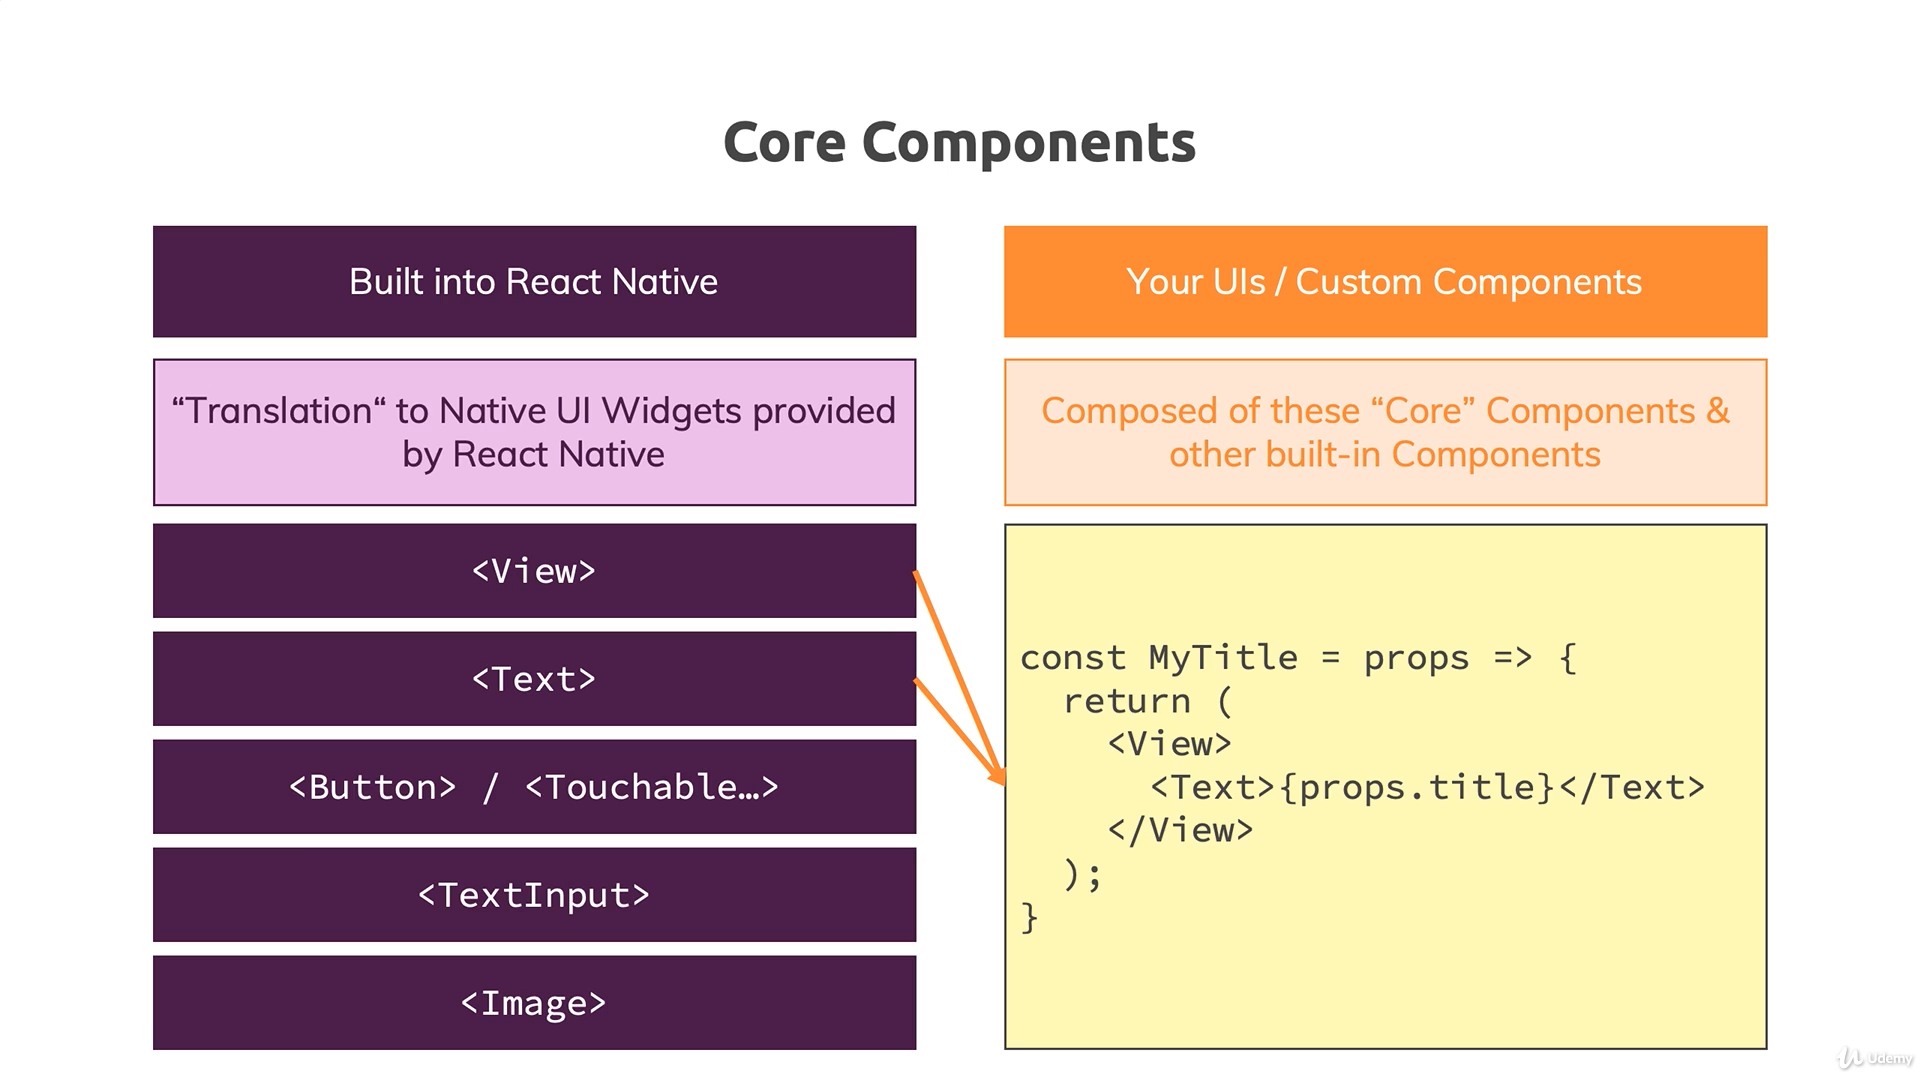 Core Components
Built into React Native
“Translation“ to Native UI Widgets provided
by React Native
<View>
<Text>
<Button> / <Touchable…>
<TextInput>
<Image>
Your UIs / Custom Components
Composed of these “Core” Components &
other built-in Components
const MyTitle = props => {
  return (
    <View>
      <Text>{props.title}</Text>
    </View>
  );
}
Udemy